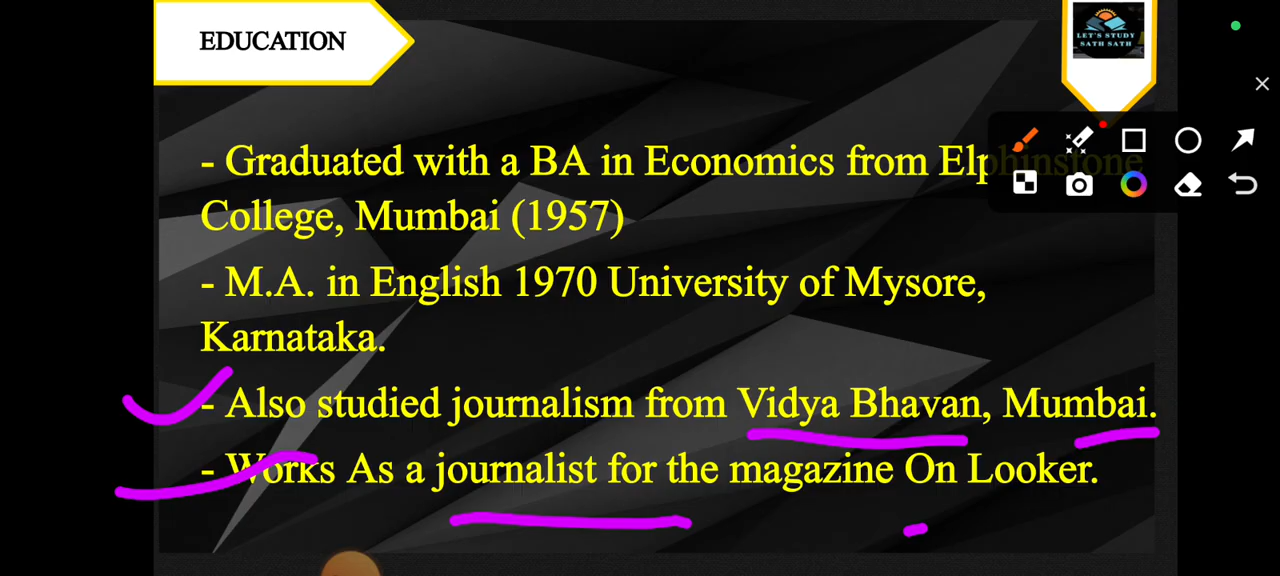 EDUCATION
LET'S STUDY
SATH SATH
- Graduated with a BA in Economics from Elphinstone
College, Mumbai (1957)
- M.A. in English 1970 University of Mysore,
Karnataka.
- Also studied journalism from Vidya Bhavan, Mumbai.
- Works As a journalist for the magazine On Looker.